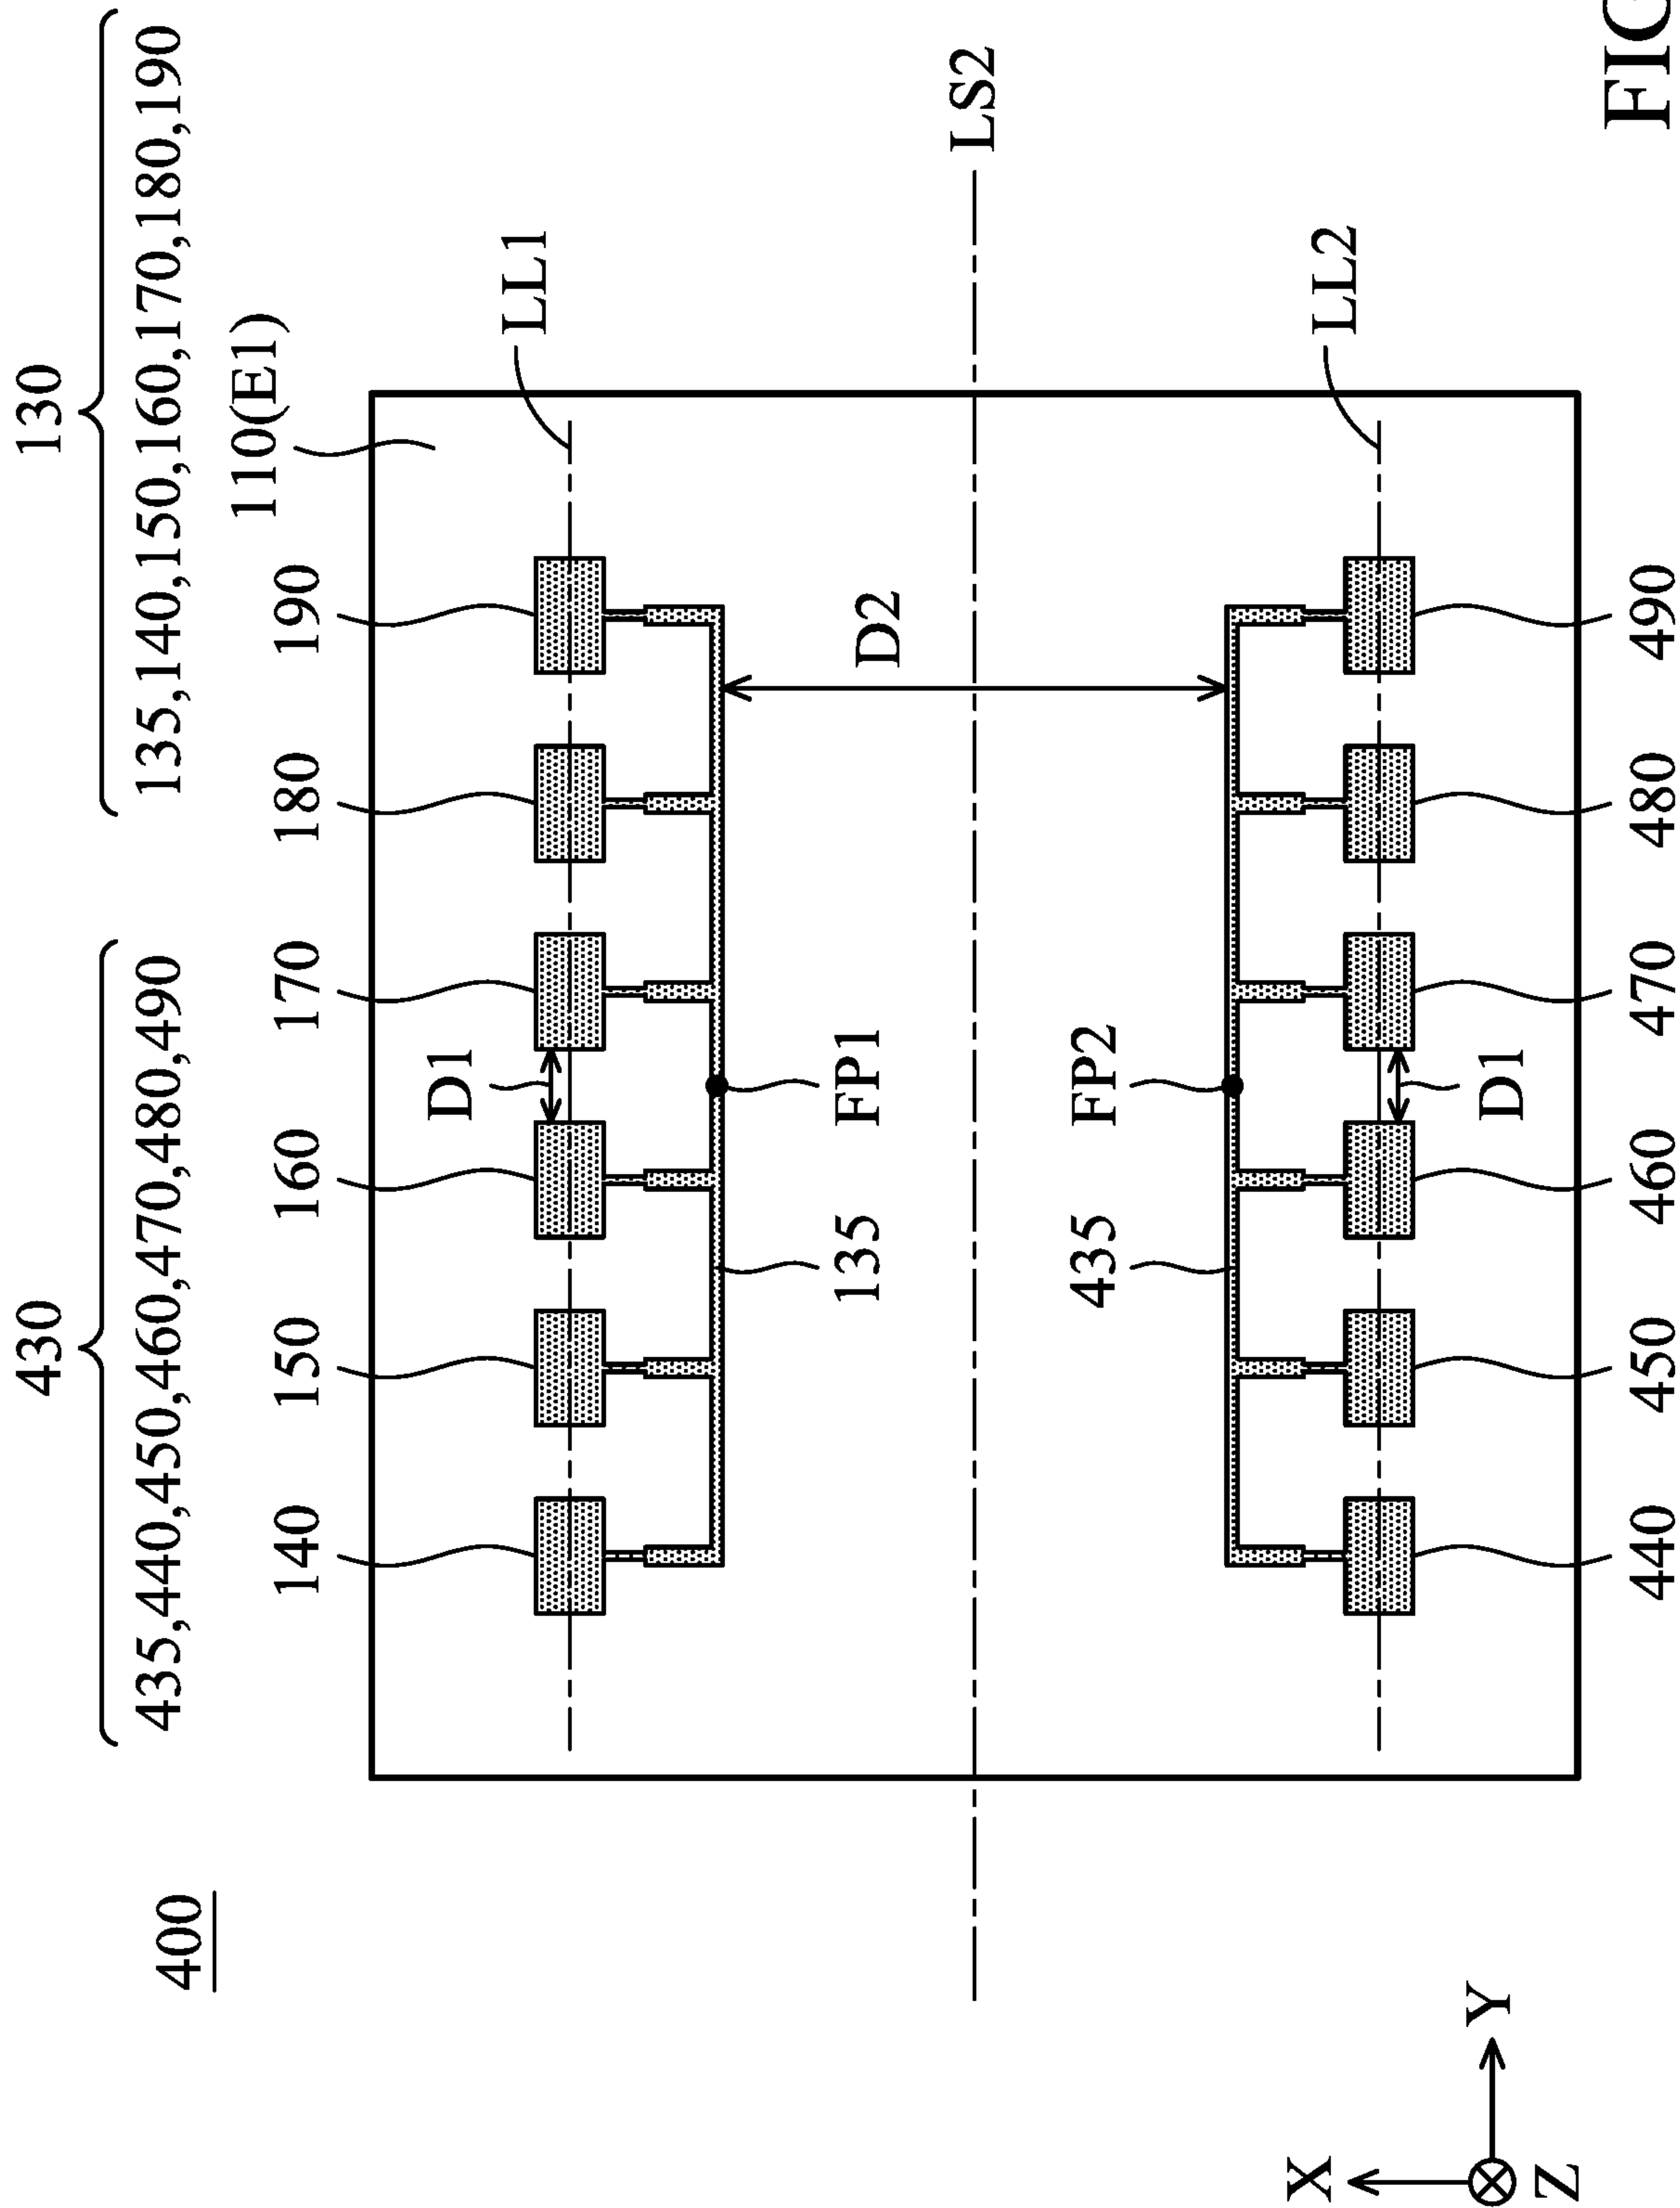 430
130
435,440,450,460,470,480,490
135,140,150,160,170,180,190
400
110(E1)
140 150 160 170 180 190
D1
LL1
135
FP1
D2
LS2
435
FP2
LL2
D1
X
Y
Z
440 450 460 470 480 490
FIG